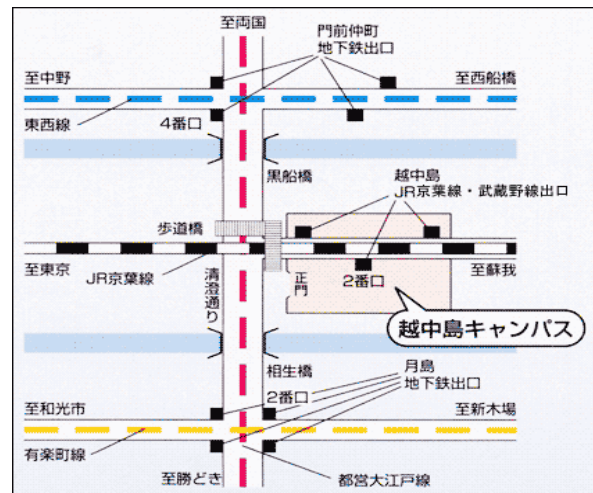 至両国
門前仲町
地下鉄出口
至中野
至西船橋
東西線
4番口
黒船橋
越中島
JR京葉線・武蔵野線出口
歩道橋
至東京
JR京葉線
清澄通り
正門
2番口
至蘇我
越中島キャンパス
相生橋
月島
地下鉄出口
2番口
至和光市
至新木場
有楽町線
至勝どき
都営大江戸線